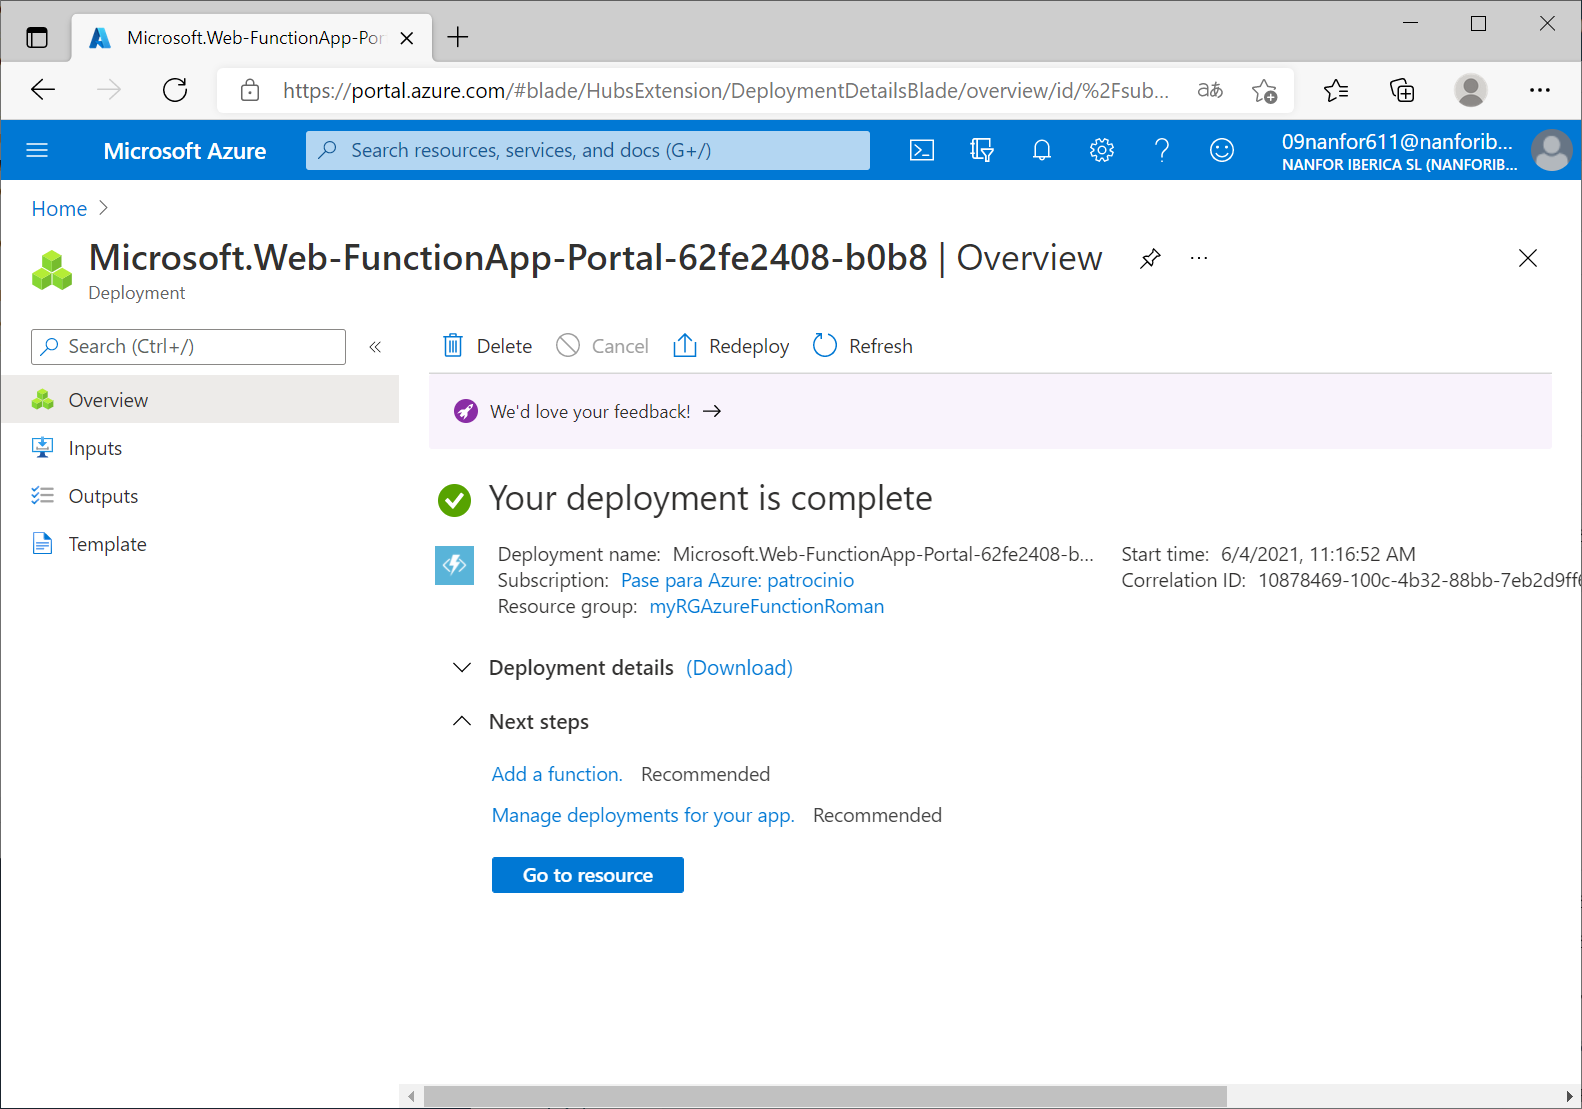 Microsoft.Web-FunctionApp-Por
https://portal.azure.com/#blade/HubsExtension/DeploymentDetailsBlade/overview/id/%2Fsub...
aあ
Microsoft Azure
Search resources, services, and docs (G+/)
09nanfor611@nanforib...
NANFOR IBERICA SL (NANFORIB...
Home
Microsoft.Web-FunctionApp-Portal-62fe2408-b0b8 | Overview
...
Deployment
Search (Ctrl+/)
«
Delete
Cancel
Redeploy
Refresh
Overview
Inputs
Outputs
Template
We'd love your feedback! →
Your deployment is complete
Deployment name: Microsoft.Web-FunctionApp-Portal-62fe2408-b...
Subscription: Pase para Azure: patrocinio
Resource group: myRGAzureFunctionRoman
Start time: 6/4/2021, 11:16:52 AM
Correlation ID: 10878469-100c-4b32-88bb-7eb2d9ff
Deployment details (Download)
Next steps
Add a function. Recommended
Manage deployments for your app. Recommended
Go to resource